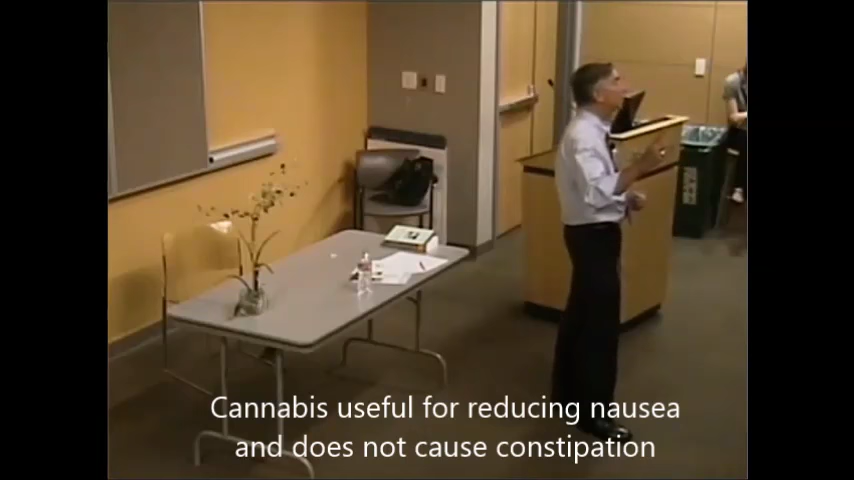 Cannabis useful for reducing nausea
and does not cause constipation